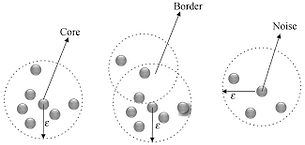 Core
Border
Noise
ε
ε
ε